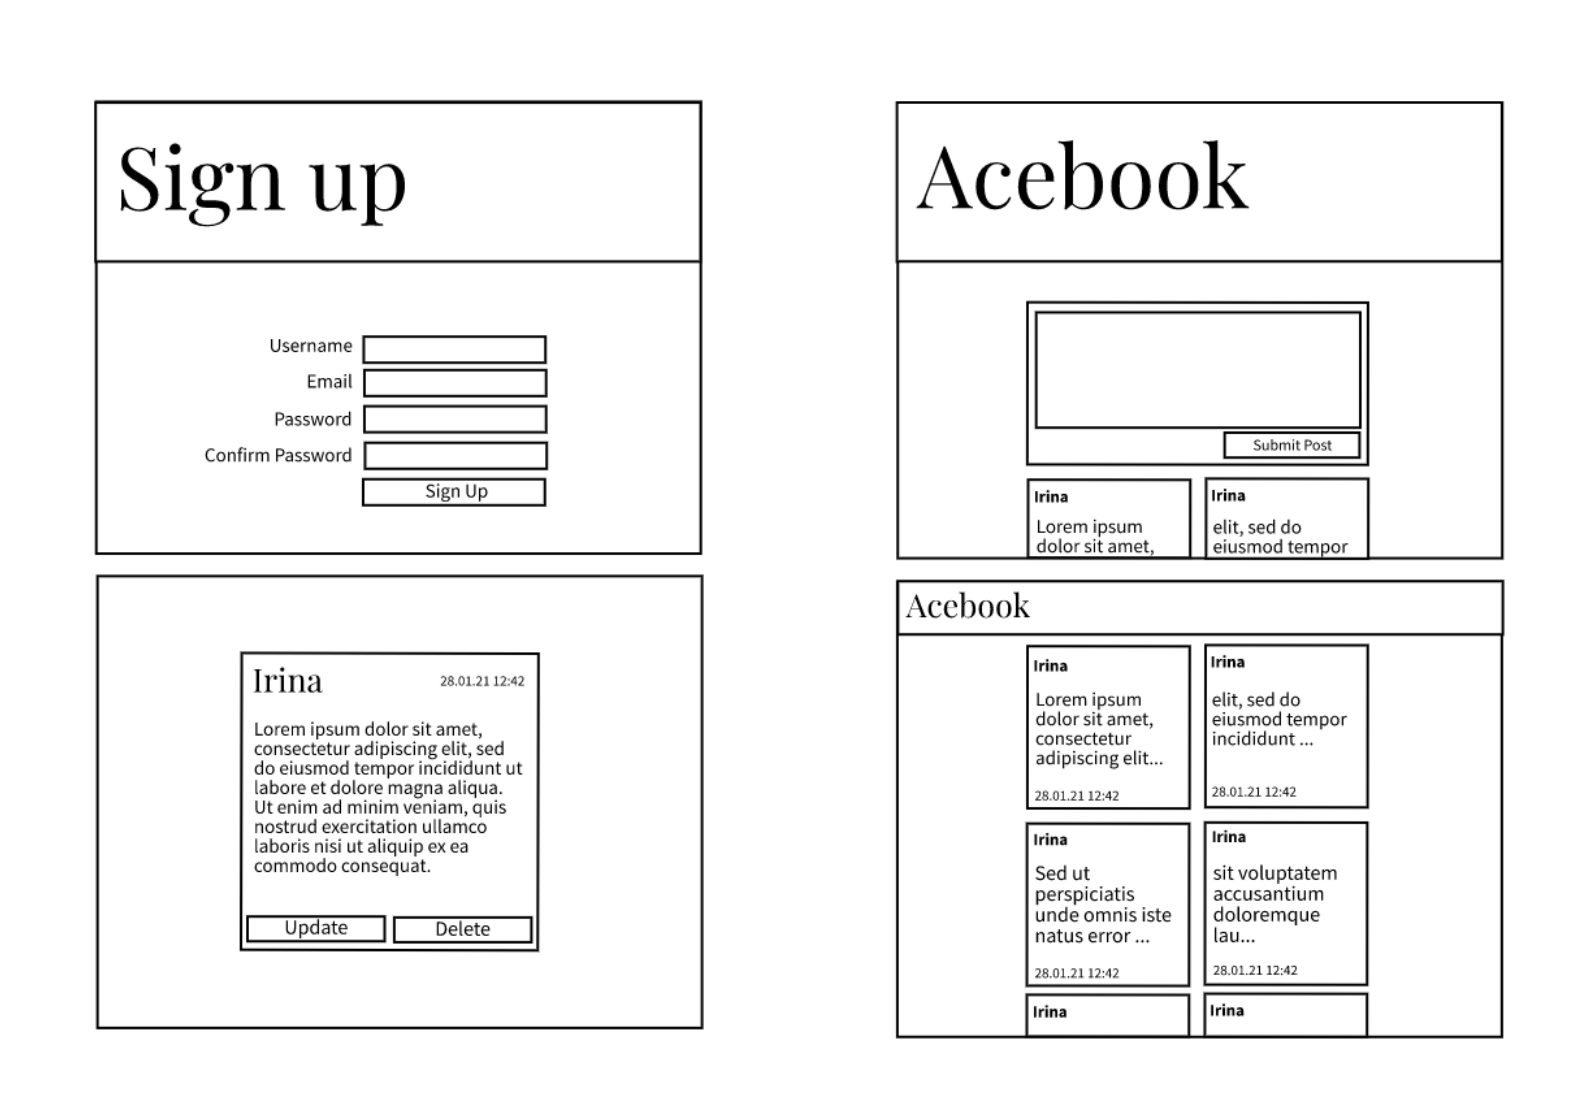 Sign up
Username
Email
Password
Confirm Password
Sign Up
Acebook
Submit Post
Irina
Lorem ipsum
dolor sit amet,
Irina
elit, sed do
eiusmod tempor
Irina
28.01.21 12:42
Lorem ipsum dolor sit amet,
consectetur adipiscing elit, sed
do eiusmod tempor incididunt ut
labore et dolore magna aliqua.
Ut enim ad minim veniam, quis
nostrud exercitation ullamco
laboris nisi ut aliquip ex ea
commodo consequat.
Update
Delete
Acebook
Irina
Lorem ipsum
dolor sit amet,
consectetur
adipiscing elit...
28.01.21 12:42
Irina
elit, sed do
eiusmod tempor
incididunt ...
28.01.21 12:42
Irina
Sed ut
perspiciatis
unde omnis iste
natus error ...
28.01.21 12:42
Irina
sit voluptatem
accusantium
doloremque
lau...
28.01.21 12:42
Irina
Irina